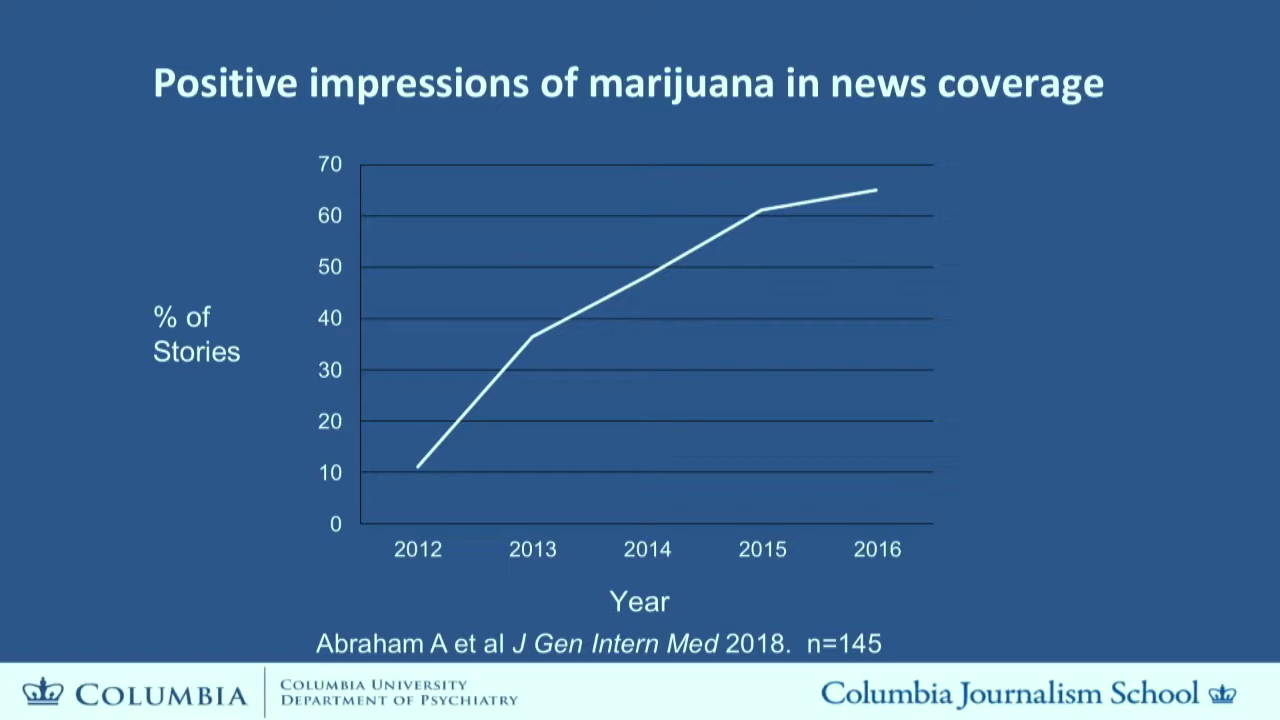 Positive impressions of marijuana in news coverage
70
60
50
40
30
20
10
0
% of
Stories
2012 2013 2014 2015 2016
Year
Abraham A et al J Gen Intern Med 2018. n=145
COLUMBIA
COLUMBIA UNIVERSITY
DEPARTMENT OF PSYCHIATRY
Columbia Journalism School